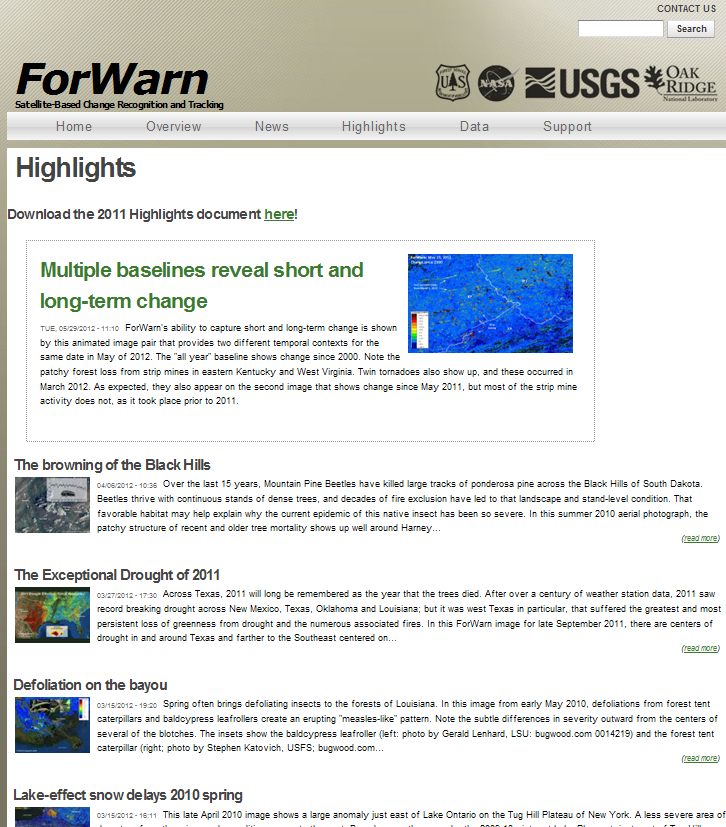 CONTACT US
Search
ForWarn
Satellite-Based Change Recognition and Tracking
UAS
NASA
USGS
OAK
RIDGE
National Laboratory
Home Overview News Highlights Data Support
Highlights
Download the 2011 Highlights document here!
Multiple baselines reveal short and
long-term change
TUE, 05/29/2012 - 11:10 ForWarn's ability to capture short and long-term change is shown
by this animated image pair that provides two different temporal contexts for the
same date in May of 2012. The "all year" baseline shows change since 2000. Note the
patchy forest loss from strip mines in eastern Kentucky and West Virginia. Twin tornadoes also show up, and these occurred in
March 2012. As expected, they also appear on the second image that shows change since May 2011, but most of the strip mine
activity does not, as it took place prior to 2011.
The browning of the Black Hills
04/06/2012 - 10:36 Over the last 15 years, Mountain Pine Beetles have killed large tracks of ponderosa pine across the Black Hills of South Dakota.
Beetles thrive with continuous stands of dense trees, and decades of fire exclusion have led to that landscape and stand-level condition. That
favorable habitat may help explain why the current epidemic of this native insect has been so severe. In this summer 2010 aerial photograph, the
patchy structure of recent and older tree mortality shows up well around Harney...
(read more)
The Exceptional Drought of 2011
03/27/2012 - 17:30 Across Texas, 2011 will long be remembered as the year that the trees died. After over a century of weather station data, 2011 saw
record breaking drought across New Mexico, Texas, Oklahoma and Louisiana; but it was west Texas in particular, that suffered the greatest and most
persistent loss of greenness from drought and the numerous associated fires. In this ForWarn image for late September 2011, there are centers of
drought in and around Texas and farther to the Southeast centered on...
(read more)
Defoliation on the bayou
03/15/2012 - 19:20 Spring often brings defoliating insects to the forests of Louisiana. In this image from early May 2010, defoliations from forest tent
caterpillars and baldcypress leafrollers create an erupting "measles-like" pattern. Note the subtle differences in severity outward from the centers of
several of the blotches. The insets show the baldcypress leafroller (left: photo by Gerald Lenhard, LSU: bugwood.com 0014219) and the forest tent
caterpillar (right; photo by Stephen Katovich, USFS; bugwood.com...
(read more)
Lake-effect snow delays 2010 spring
03/15/2012 - 16:11 This late April 2010 image shows a large anomaly just east of Lake Ontario on the Tug Hill Plateau of New York. A less severe area of